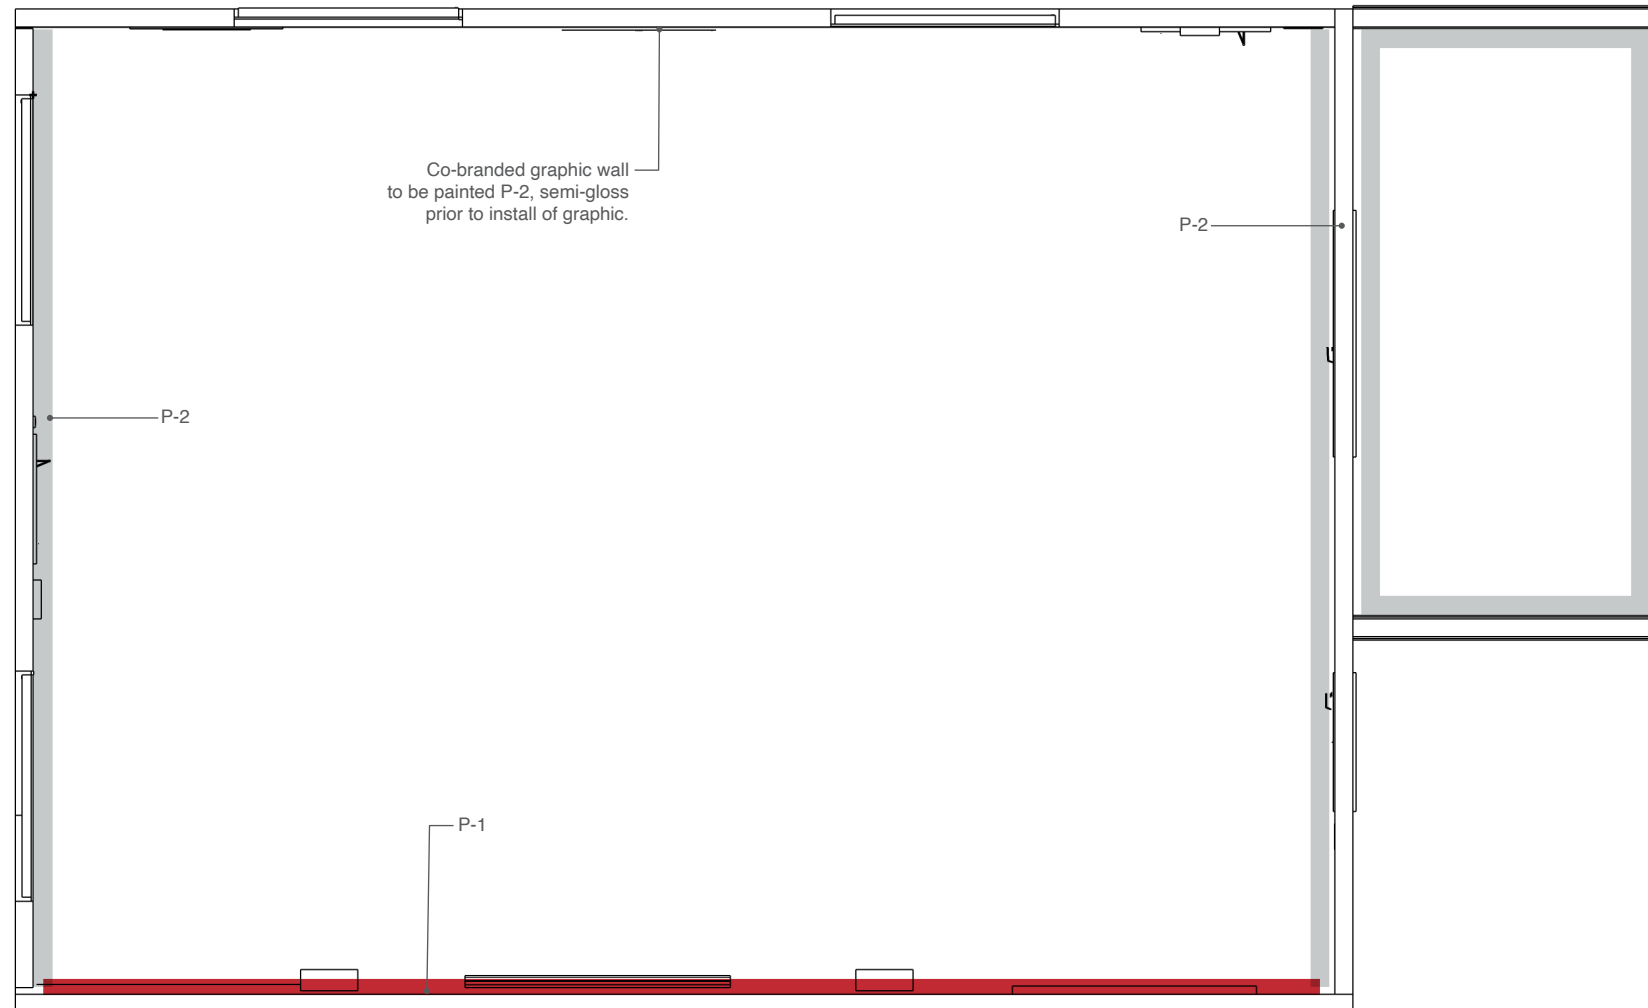 Co-branded graphic wall
to be painted P-2, semi-gloss
prior to install of graphic.
P-2
P-2
P-1